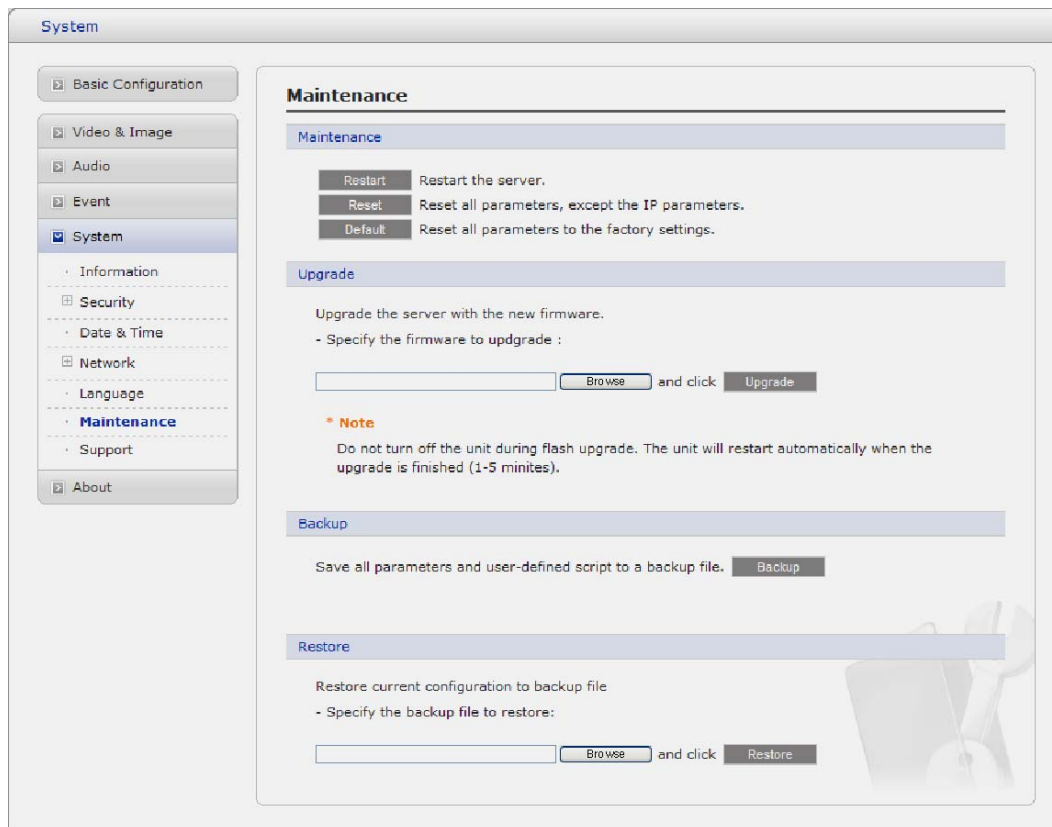 System
Basic Configuration
Video & Image
Audio
Event
System
Information
Security
Date & Time
Network
Language
Maintenance
Support
About
Maintenance
Maintenance
Restart Restart the server.
Reset Reset all parameters, except the IP parameters.
Default Reset all parameters to the factory settings.
Upgrade
Upgrade the server with the new firmware.
- Specify the firmware to updgrade :
Browse and click Upgrade
* Note
Do not turn off the unit during flash upgrade. The unit will restart automatically when the
upgrade is finished (1-5 minites).
Backup
Save all parameters and user-defined script to a backup file. Backup
Restore
Restore current configuration to backup file
- Specify the backup file to restore:
Browse and click Restore